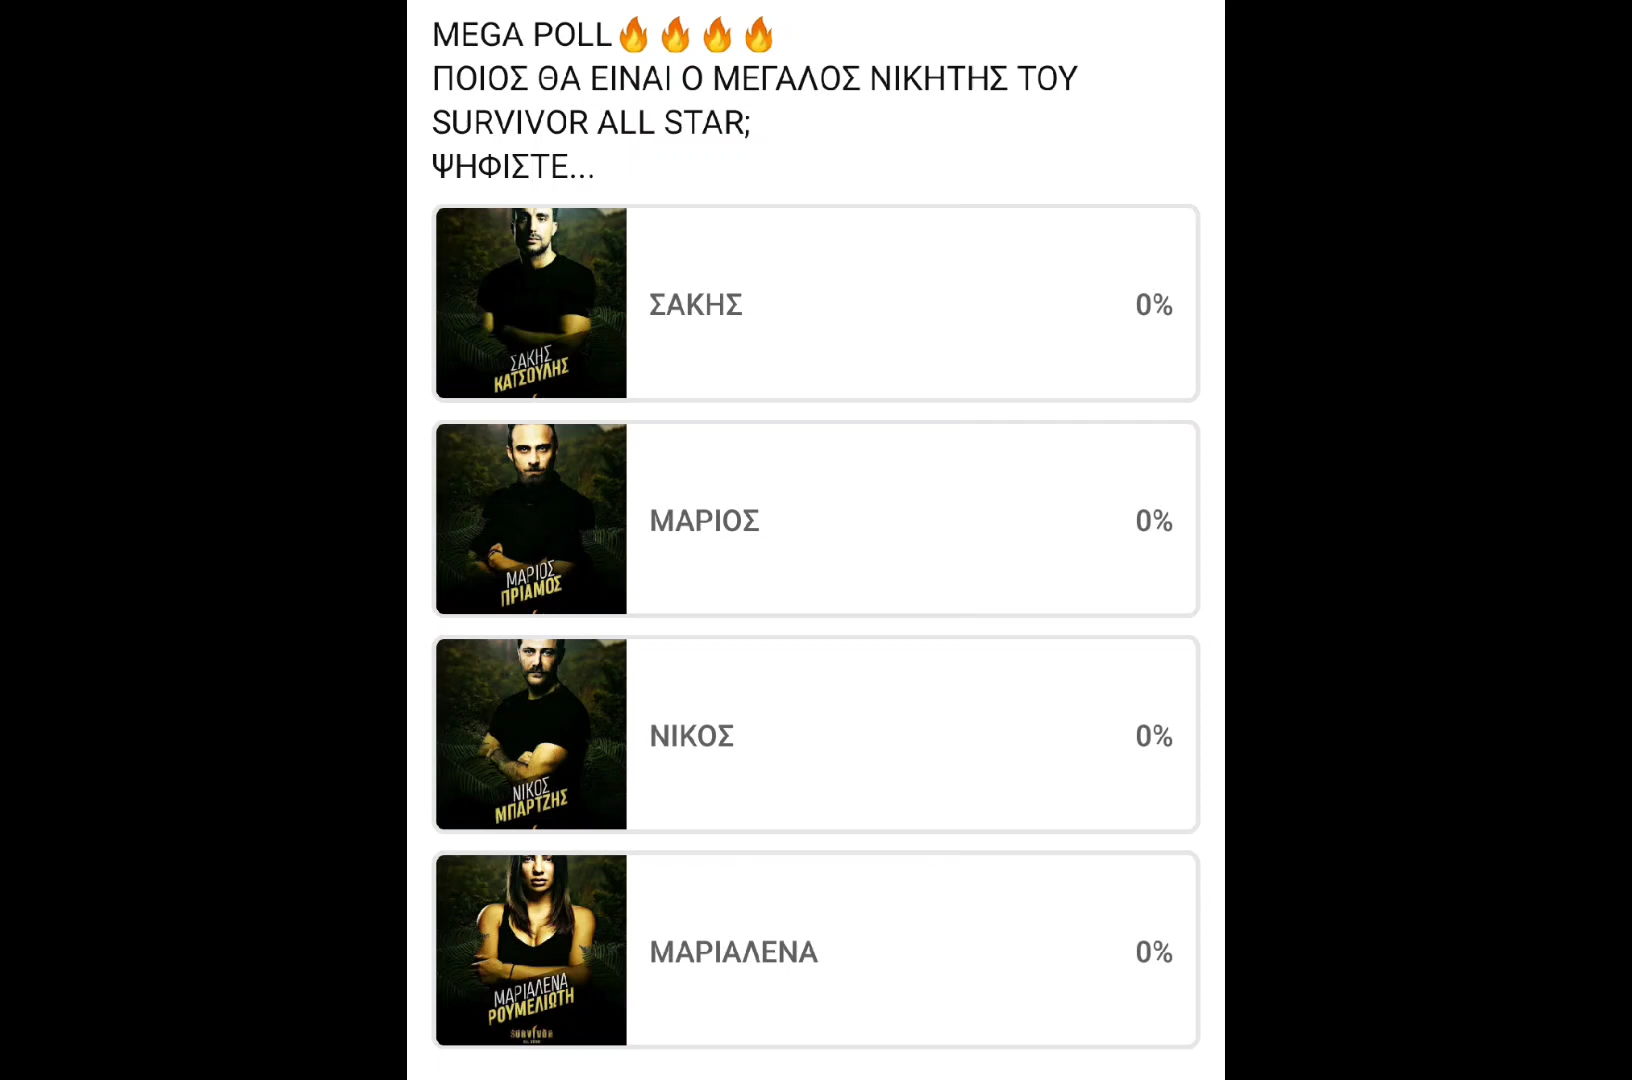 MEGA POLL🔥🔥🔥🔥
ΠΟΙΟΣ ΘΑ ΕΙΝΑΙ Ο ΜΕΓΑΛΟΣ ΝΙΚΗΤΗΣ ΤΟΥ
SURVIVOR ALL STAR;
ΨΗΦΙΣΤΕ...
ΣΑΚΗΣ
ΚΑΤΣΟΥΛΗΣ
ΣΑΚΗΣ 0%
ΜΑΡΙΟΣ
ΠΡΙΑΜΟΣ
ΜΑΡΙΟΣ 0%
ΝΙΚΟΣ
ΜΠΑΡΤΖΗΣ
ΝΙΚΟΣ 0%
ΜΑΡΙΑΛΕΝΑ
ΡΟΥΜΕΛΙΩΤΗ
SURVIVOR
ΜΑΡΙΑΛΕΝΑ 0%